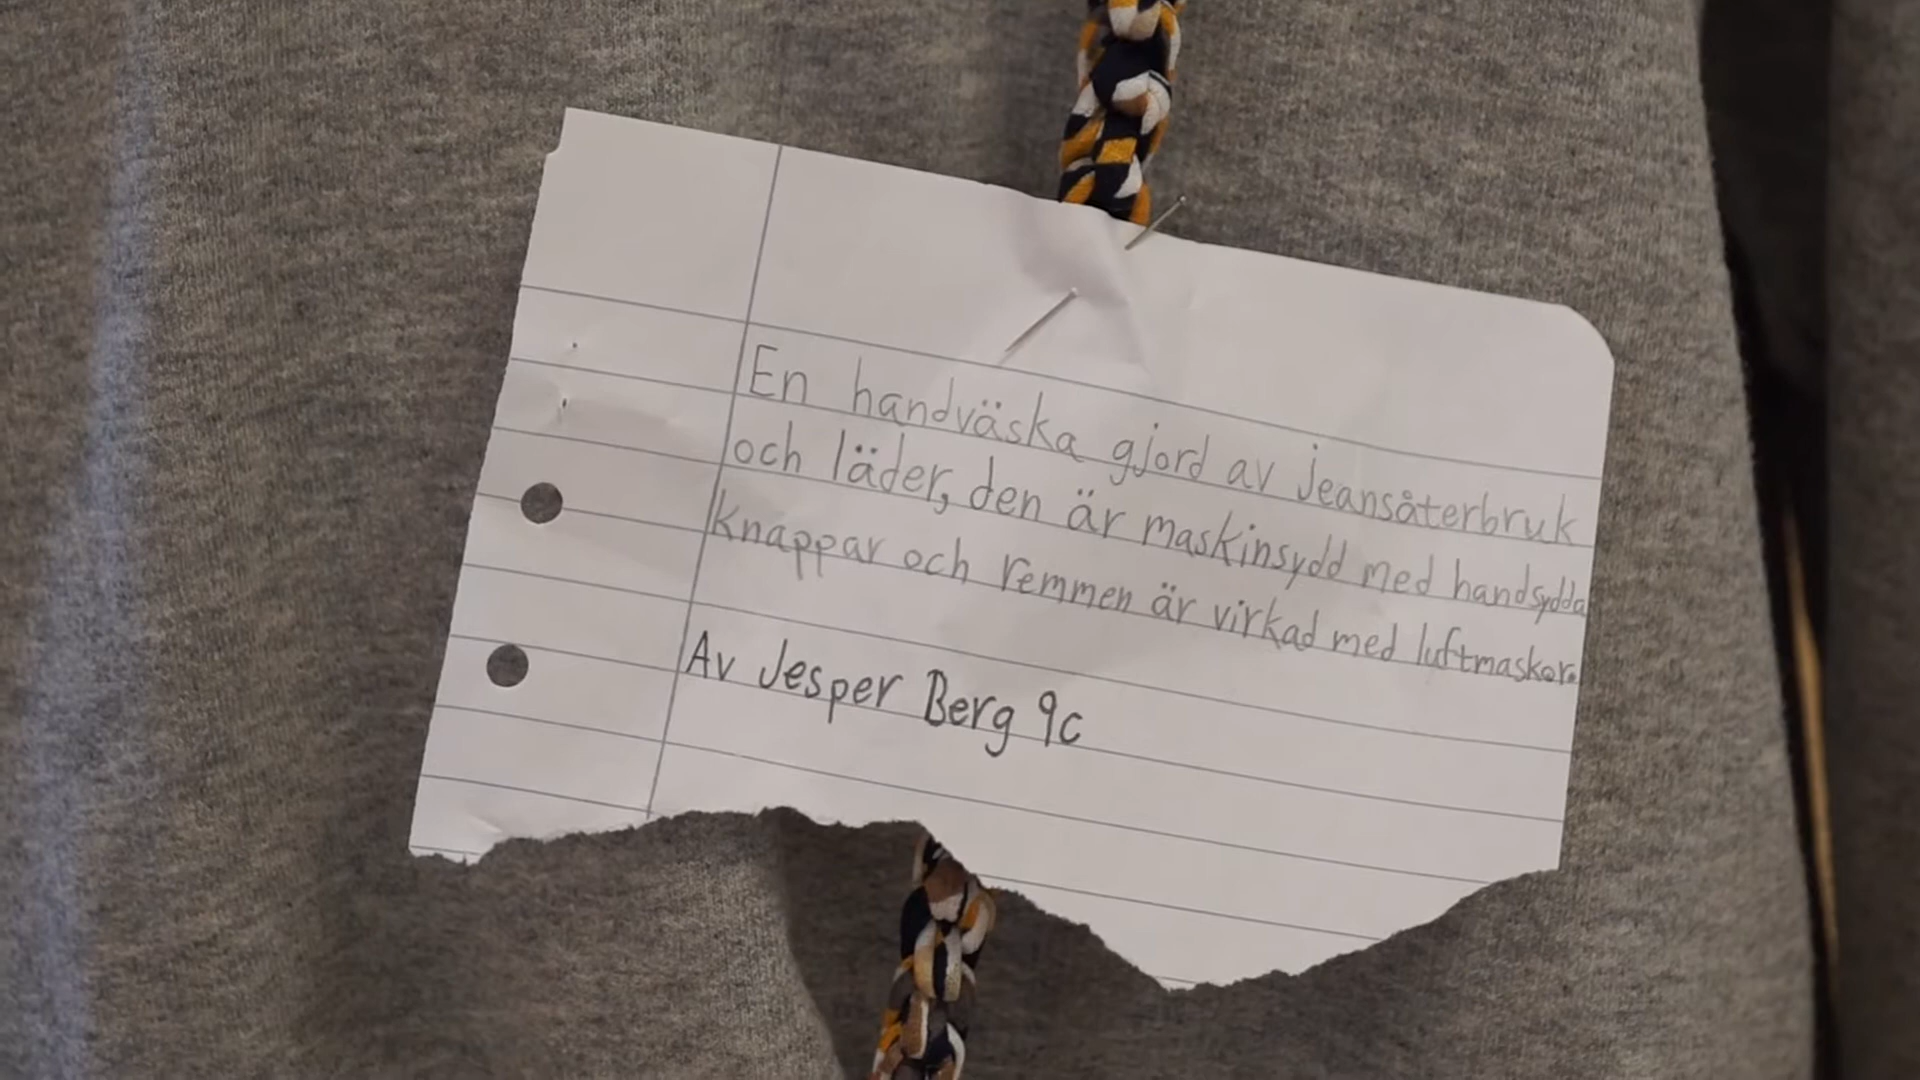 En handväska gjord av jeansåterbruk
och läder, den är maskinsydd med handsydda
knappar och remmen är virkad med luftmaskor.
Av Jesper Berg 9c